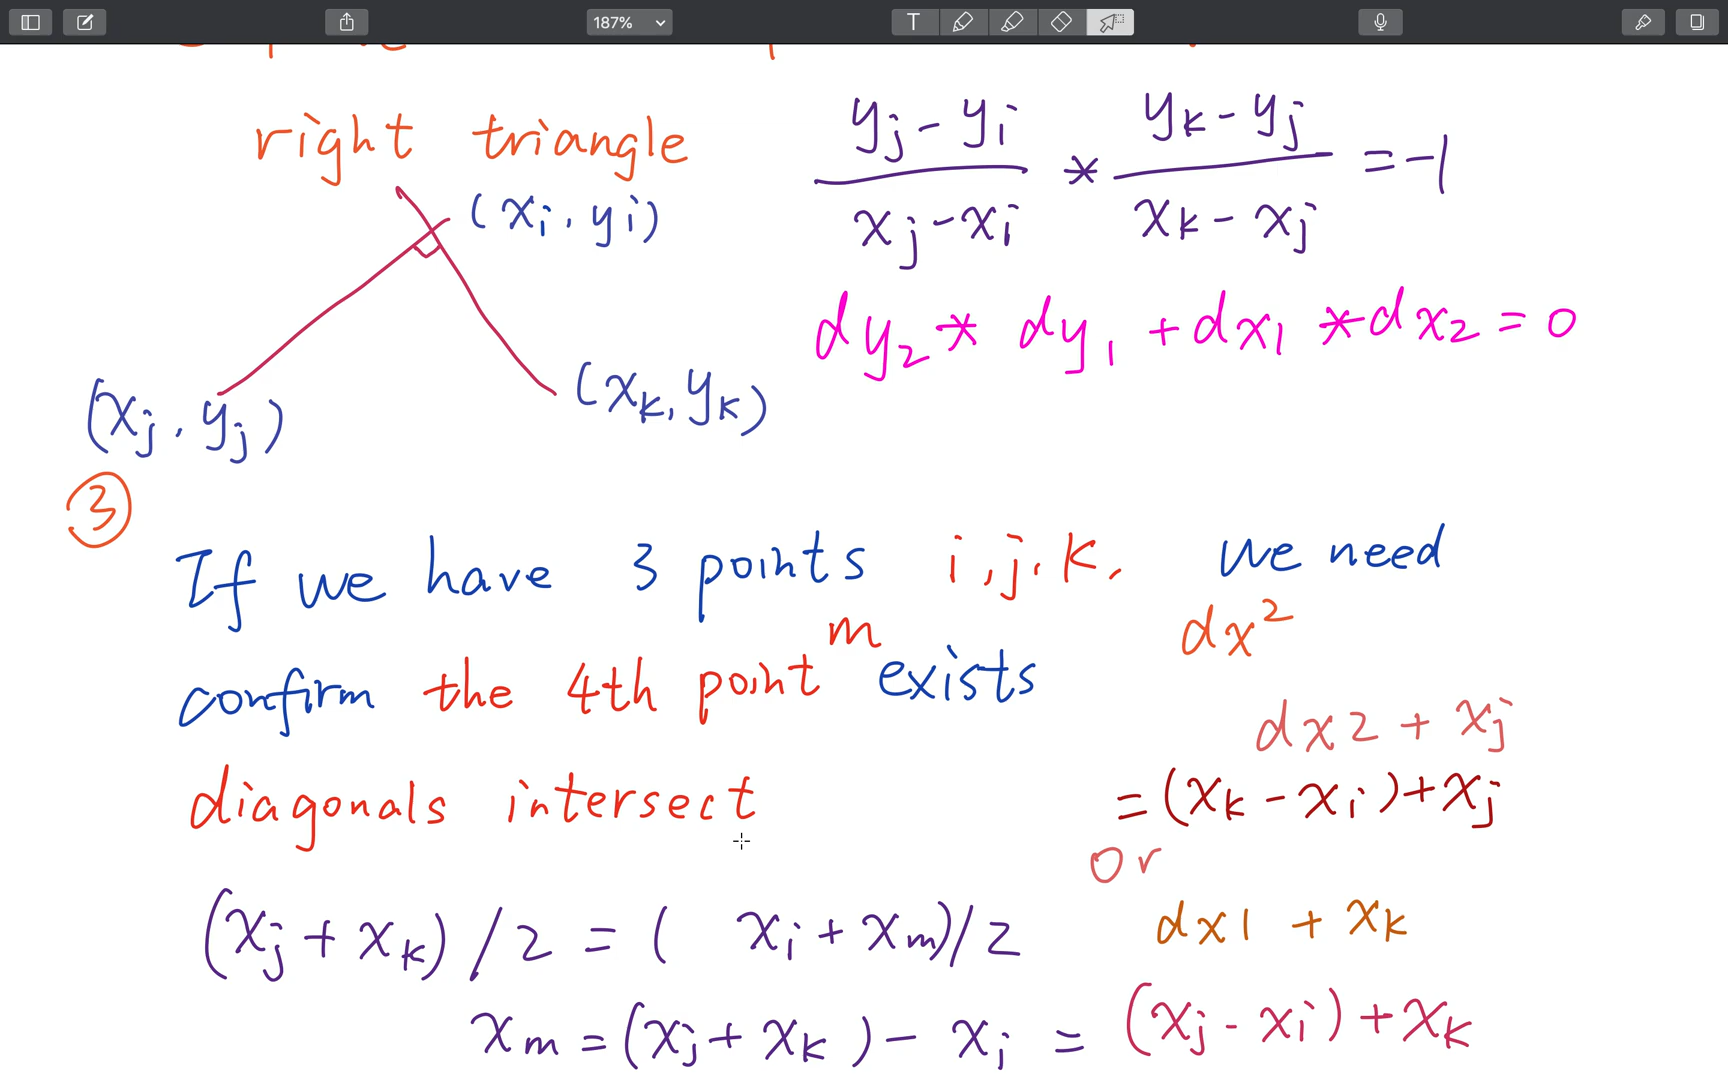 187%
T
right triangle
(xi, yi)
(xj, yj)
(xk, yk)
yj - yi / xj - xi * yk - yj / xk - xj = -1
dy2 * dy1 + dx1 * dx2 = 0
3
If we have 3 points i, j, k, we need
confirm the 4th point m exists
diagonals intersect
(xj + xk) / 2 = ( xi + xm) / 2
xm = (xj + xk) - xi = (xj - xi) + xk
dx²
dx2 + xj
= (xk - xi) + xj
or
dx1 + xk